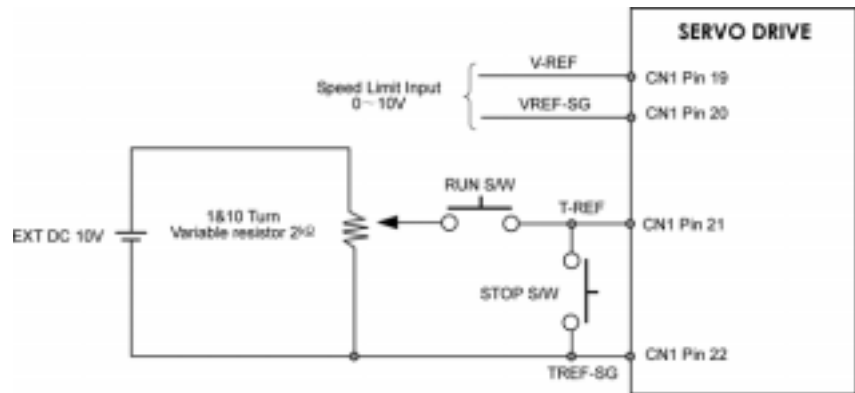 SERVO DRIVE
V-REF
CN1 Pin 19
Speed Limit Input
0~10V
VREF-SG
CN1 Pin 20
RUN S/W
1&10 Turn
Variable resistor 2㏀
T-REF
CN1 Pin 21
EXT DC 10V
STOP S/W
CN1 Pin 22
TREF-SG